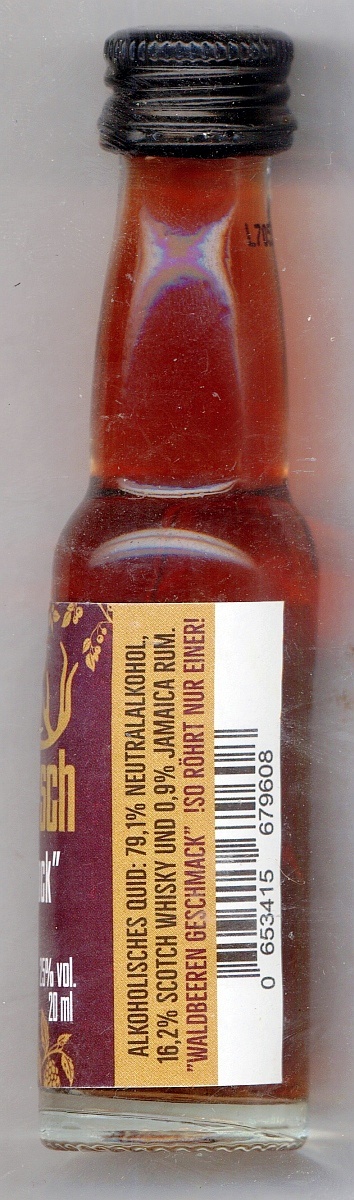 L70
sch
ck"
25% vol.
20 ml
ALKOHOLISCHES QUID: 79,1% NEUTRALALKOHOL,
16,2% SCOTCH WHISKY UND 0,9% JAMAICA RUM.
"WALDBEEREN GESCHMACK" !SO RÖHRT NUR EINER!
0 653415 679608